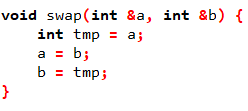 void swap(int &a, int &b) {
    int tmp = a;
    a = b;
    b = tmp;
}